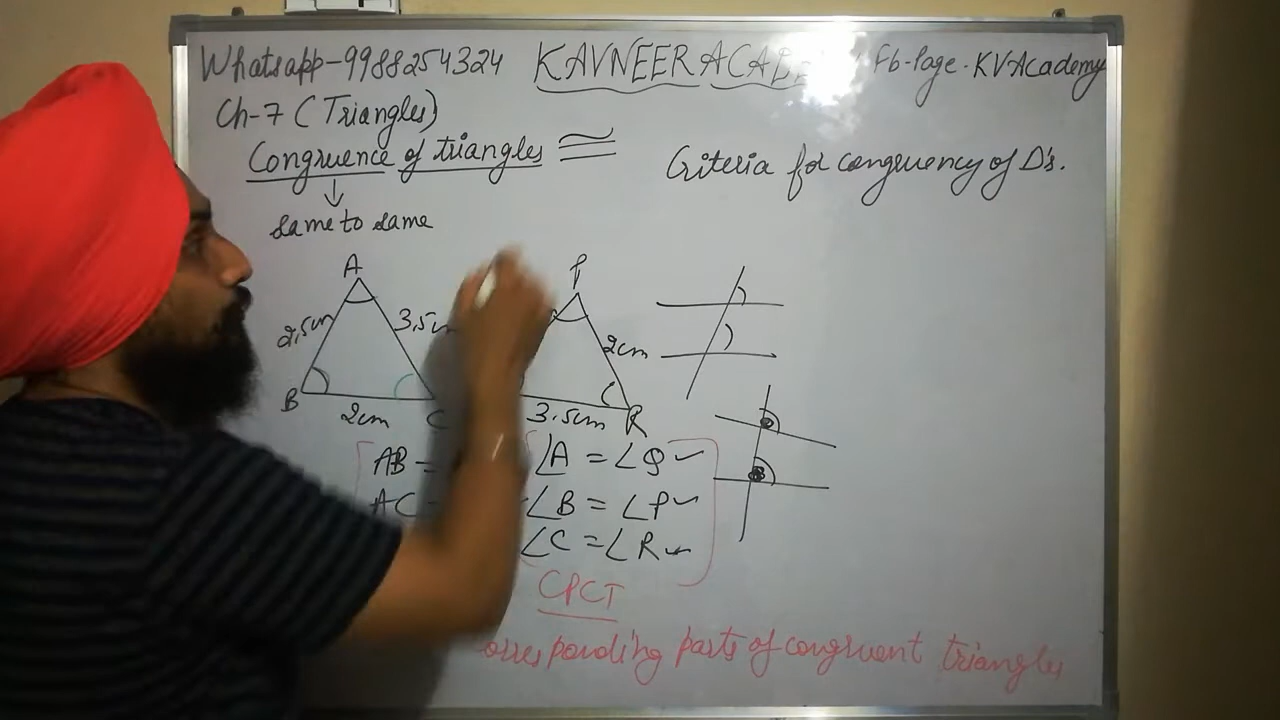 Whatsapp-9988254324 KAVNEER ACAD Fb-Page-KVAcademy
Ch-7 (Triangles)
Congruence of triangles ≅
Criteria for congruency of Δ's.
↓
Same to same
A
P
2.5cm
3.5cm
2cm
B
2cm
C
3.5cm
R
AB =
∠A = ∠Q ✓
AC =
∠B = ∠P ✓
∠C = ∠R ✓
CPCT
orresponding parts of congruent triangles